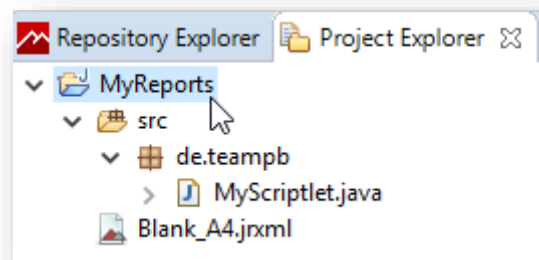 Repository Explorer Project Explorer
MyReports
src
de.teampb
MyScriptlet.java
Blank_A4.jrxml